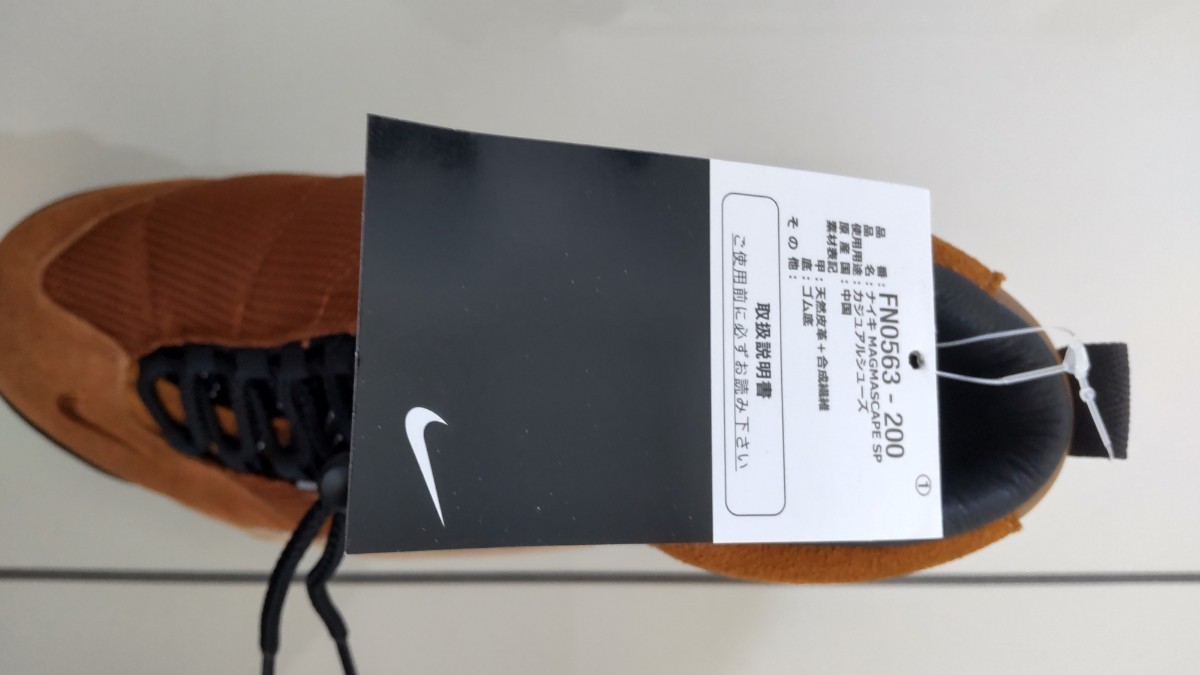 ①
品 番：FN0563-200
品 名：ナイキ MAGMASCAPE SP
使用用途：カジュアルシューズ
原 産 国：中国
素材表記
甲：天然皮革＋合成繊維
底：ゴム底
そ の 他：
取扱説明書
ご使用前に必ずお読み下さい